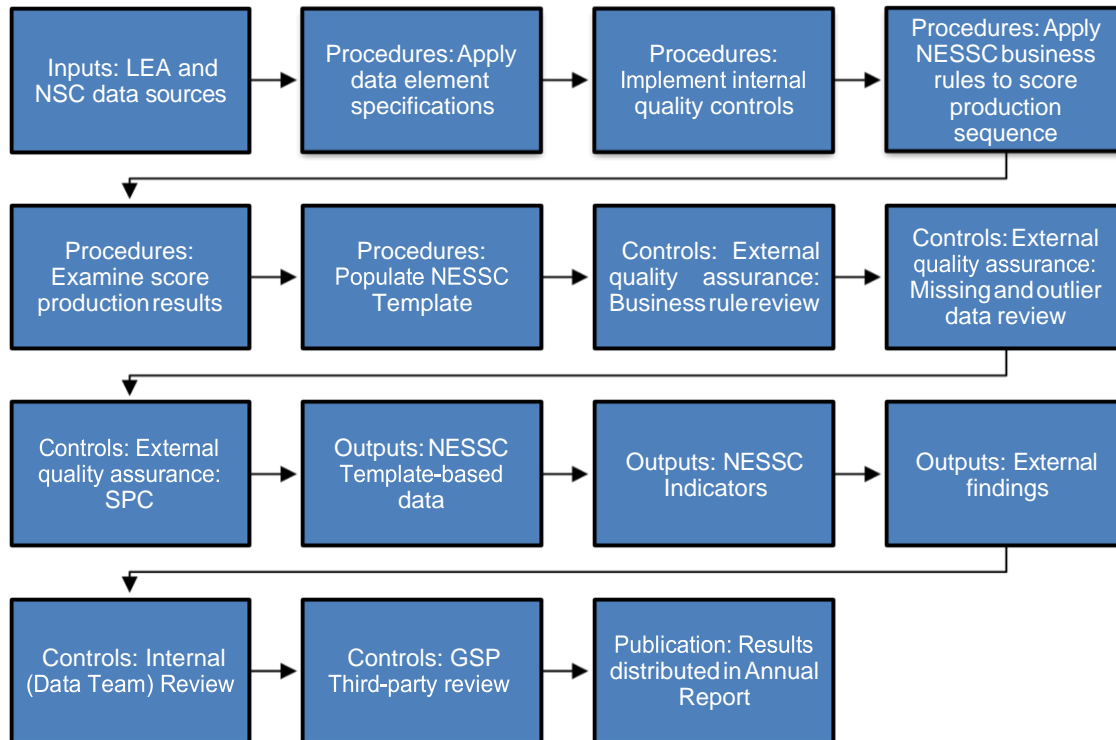 Inputs: LEA and
NSC data sources
Procedures: Apply
data element
specifications
Procedures:
Implement internal
quality controls
Procedures: Apply
NESSC business
rules to score
production
sequence
Procedures:
Examine score
production results
Procedures:
Populate NESSC
Template
Controls: External
quality assurance:
Business rule review
Controls: External
quality assurance:
Missing and outlier
data review
Controls: External
quality assurance:
SPC
Outputs: NESSC
Template-based
data
Outputs: NESSC
Indicators
Outputs: External
findings
Controls: Internal
(Data Team) Review
Controls: GSP
Third-party review
Publication: Results
distributed in Annual
Report